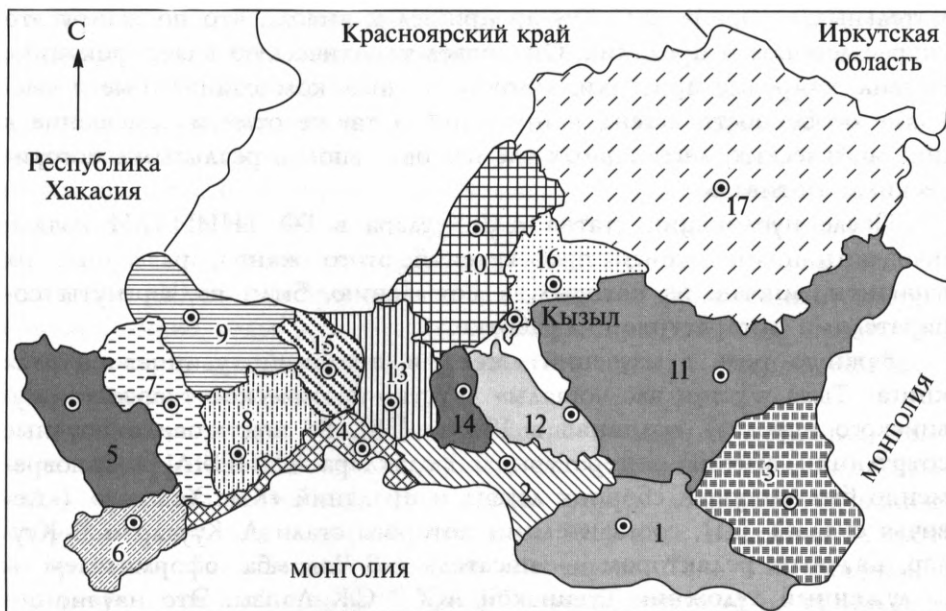 С
Красноярский край
Иркутская
область
Республика
Хакасия
17
10
16
Кызыл
9
15
13
7
11
8
14
12
5
4
3
2
6
1
МОНГОЛИЯ
МОНГОЛИЯ